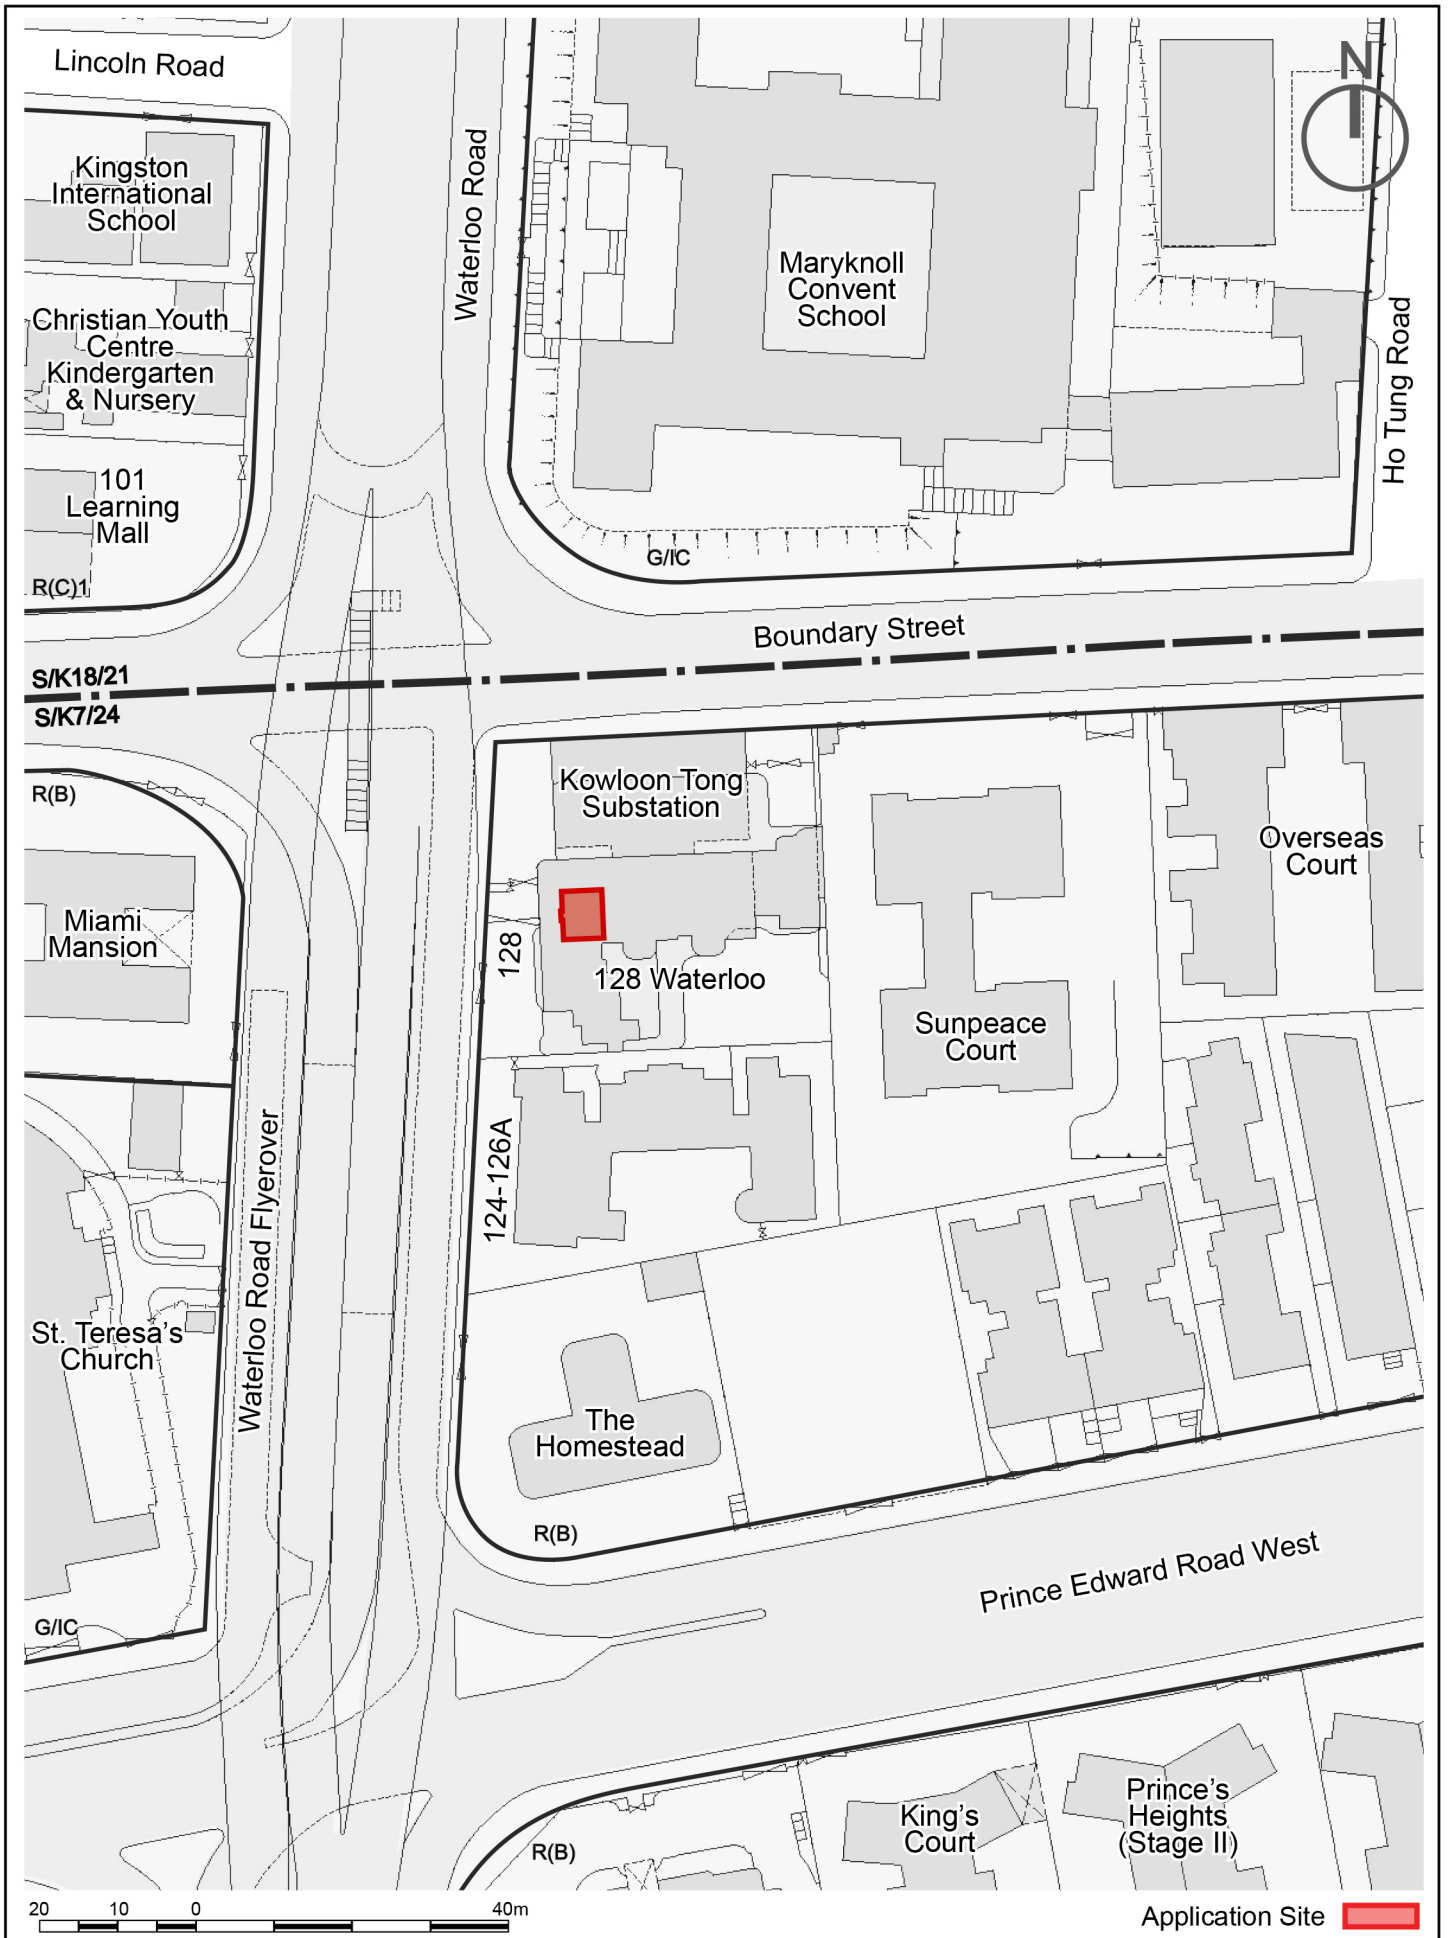 Lincoln Road
N
Kingston
International
School
Waterloo Road
Maryknoll
Convent
School
Christian Youth
Centre
Kindergarten
& Nursery
Ho Tung Road
101
Learning
Mall
G/IC
R(C)1
Boundary Street
S/K18/21
S/K7/24
R(B)
Kowloon Tong
Substation
Overseas
Court
Miami
Mansion
128
128 Waterloo
Sunpeace
Court
124-126A
Waterloo Road Flyerover
St. Teresa's
Church
The
Homestead
R(B)
Prince Edward Road West
G/IC
King's
Court
Prince's
Heights
(Stage II)
R(B)
20 10 0 40m
Application Site